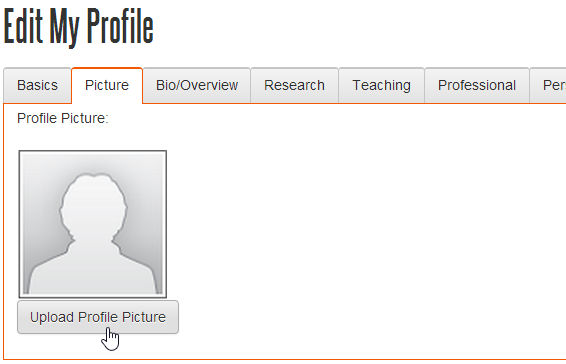 Edit My Profile
Basics Picture Bio/Overview Research Teaching Professional
Profile Picture:
Upload Profile Picture